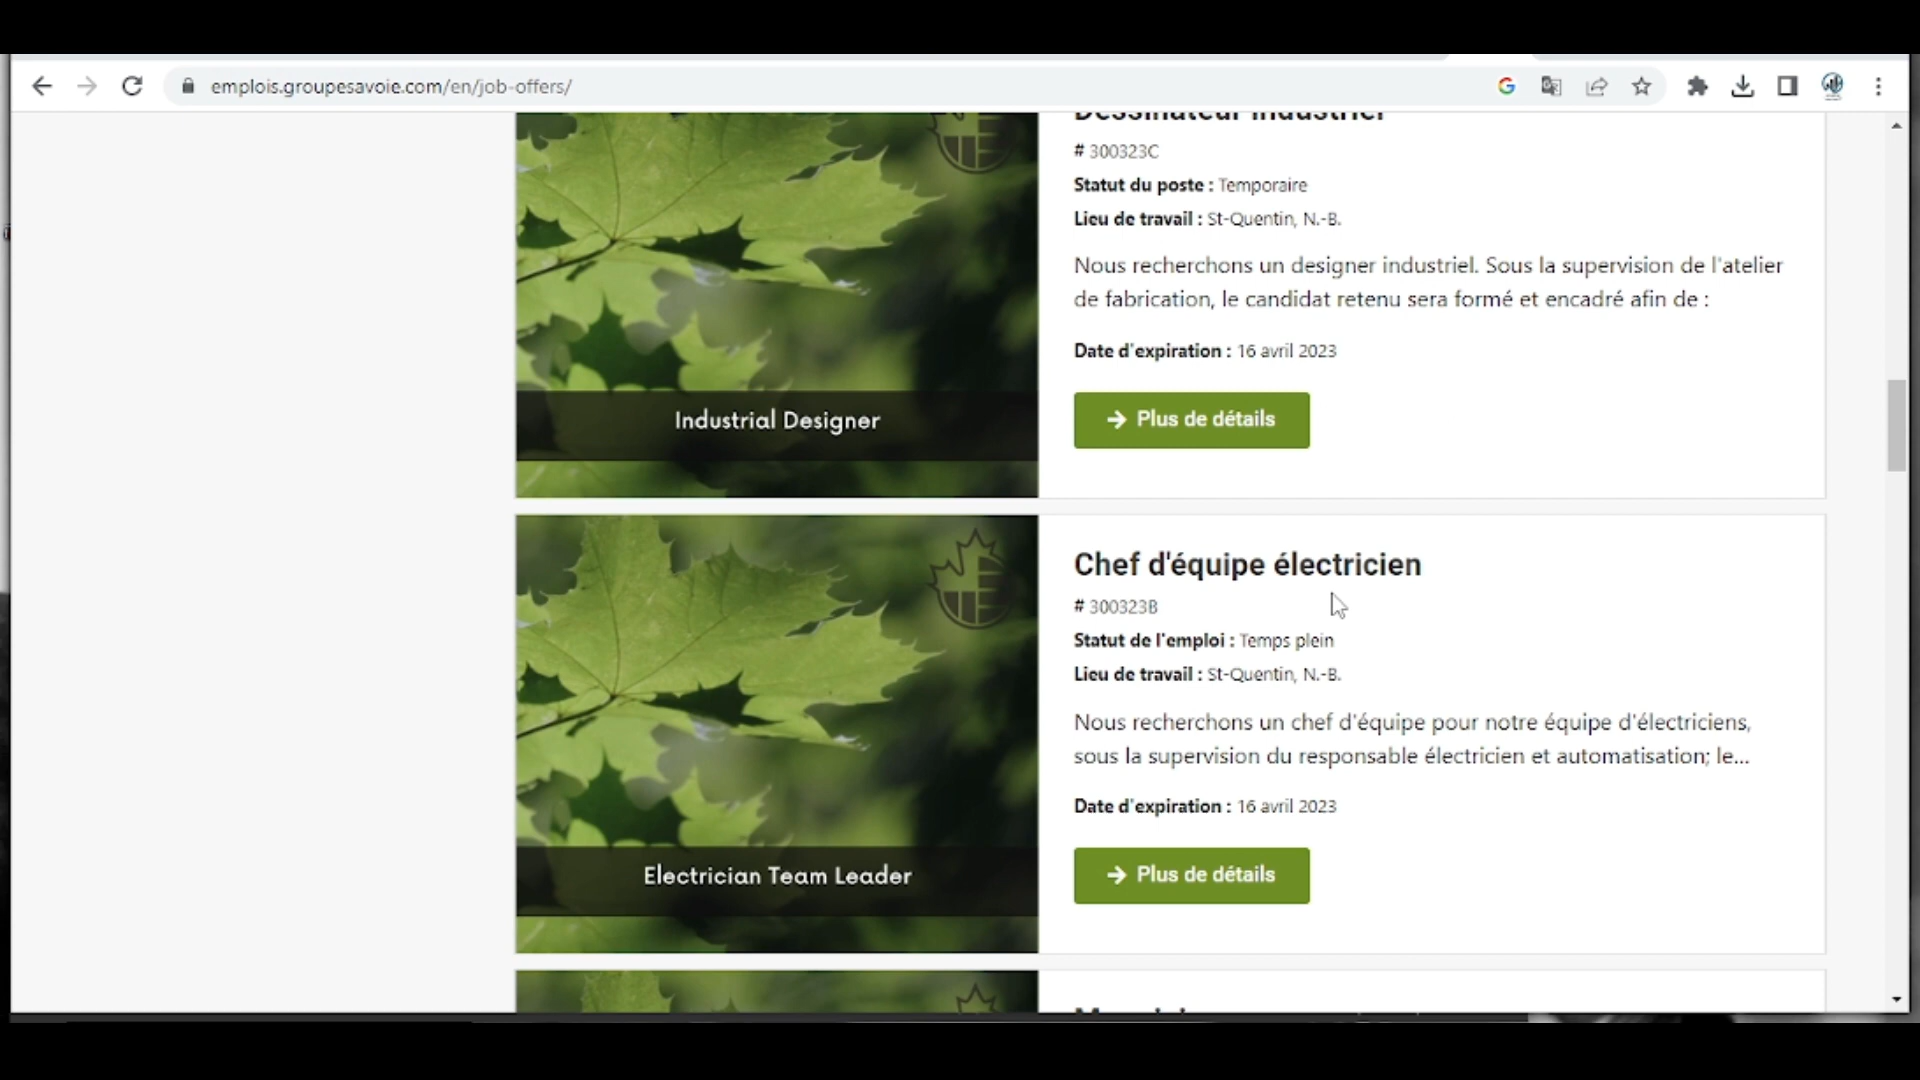 emplois.groupesavoie.com/en/job-offers/
Dessinateur industriel
# 300323C
Statut du poste : Temporaire
Lieu de travail : St-Quentin, N.-B.
Nous recherchons un designer industriel. Sous la supervision de l'atelier
de fabrication, le candidat retenu sera formé et encadré afin de :
Date d'expiration : 16 avril 2023
Plus de détails
Industrial Designer
Chef d'équipe électricien
# 300323B
Statut de l'emploi : Temps plein
Lieu de travail : St-Quentin, N.-B.
Nous recherchons un chef d'équipe pour notre équipe d'électriciens,
sous la supervision du responsable électricien et automatisation; le...
Date d'expiration : 16 avril 2023
Plus de détails
Electrician Team Leader